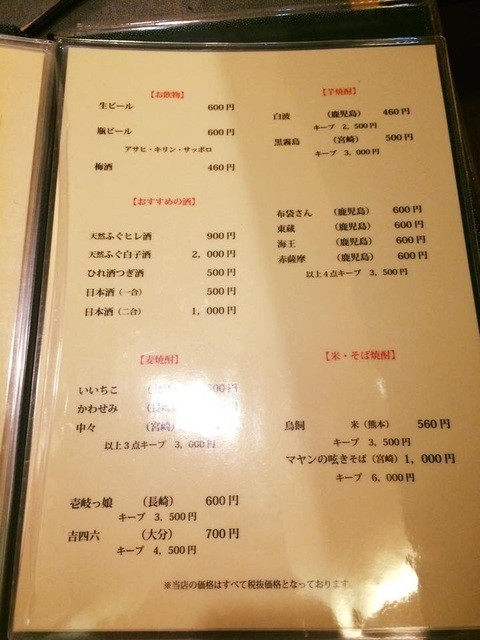 【お飲物】
生ビール 600円
瓶ビール 600円
アサヒ・キリン・サッポロ
梅酒 460円
【おすすめの酒】
天然ふぐヒレ酒 900円
天然ふぐ白子酒 2,000円
ひれ酒つぎ酒 500円
日本酒（一合） 500円
日本酒（二合） 1,000円
【麦焼酎】
いいちこ
かわせみ
中々 （宮崎）
以上3点キープ 3,000円
壱岐っ娘 （長崎） 600円
キープ 3,500円
吉四六 （大分） 700円
キープ 4,500円
【芋焼酎】
白波 （鹿児島） 460円
キープ 2,500円
黒霧島 （宮崎） 500円
キープ 3,000円
布袋さん （鹿児島） 600円
東蔵 （鹿児島） 600円
海王 （鹿児島） 600円
赤薩摩 （鹿児島） 600円
以上4点キープ 3,500円
【米・そば焼酎】
鳥飼 米（熊本） 560円
キープ 3,500円
マヤンの呟きそば（宮崎） 1,000円
キープ 6,000円
※当店の価格はすべて税抜価格となっております。